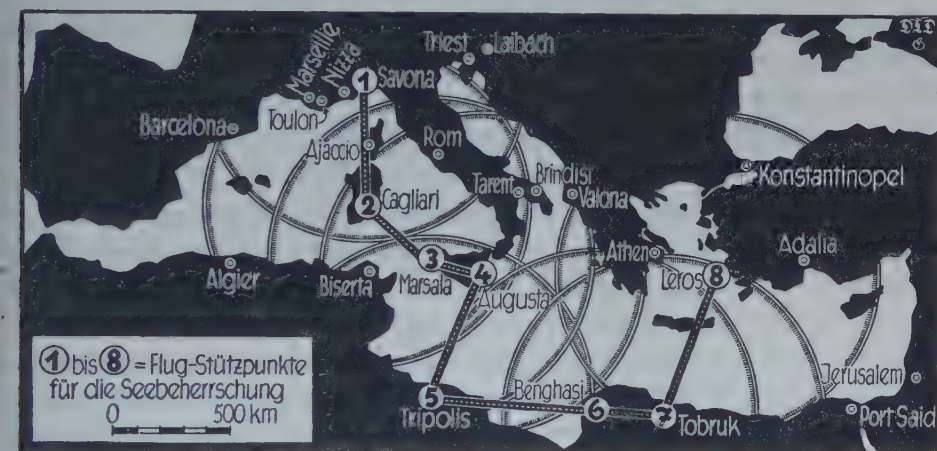 Triest
Laibach
Marseille
Nizza
1
Savona
Toulon
Barcelona
Ajaccio
Rom
Brindisi
Tarent
Valona
Konstantinopel
2
Cagliari
Athen
Adalia
Algier
Biserta
3
Marsala
4
Augusta
Leros
8
1 bis 8 = Flug-Stützpunkte
für die Seebeherrschung
0 500 km
5
Tripolis
Benghasi
6
7
Tobruk
Jerusalem
Port Said